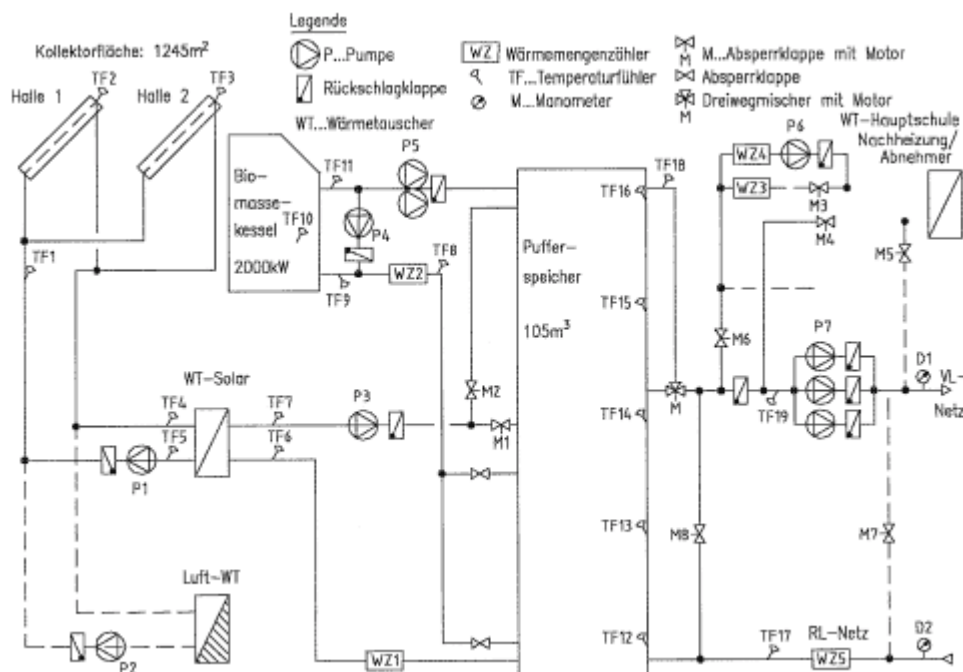 Legende
P...Pumpe
Rückschlagklappe
WT...Wärmetauscher
WZ Wärmemengenzähler
TF...Temperaturfühler
M...Manometer
M M...Absperrklappe mit Motor
Absperrklappe
Dreiwegmischer mit Motor
M
Kollektorfläche: 1245m²
TF2
TF3
Halle 1
Halle 2
WT-Hauptschule
Nachheizung/
Abnehmer
TF11
P5
TF18
P6
WZ4
WZ3
M3
M4
M5
Bio-
masse-
kessel
2000kW
TF10
P4
TF9
WZ2
TF8
TF1
Puffer-
speicher
105m³
TF16
TF15
TF14
TF13
TF12
M6
P7
D1
VL-
Netz
M
TF19
WT-Solar
TF4
TF5
TF7
TF6
P3
M2
M1
P1
M8
M7
Luft-WT
P2
WZ1
TF17
RL-Netz
WZ5
D2